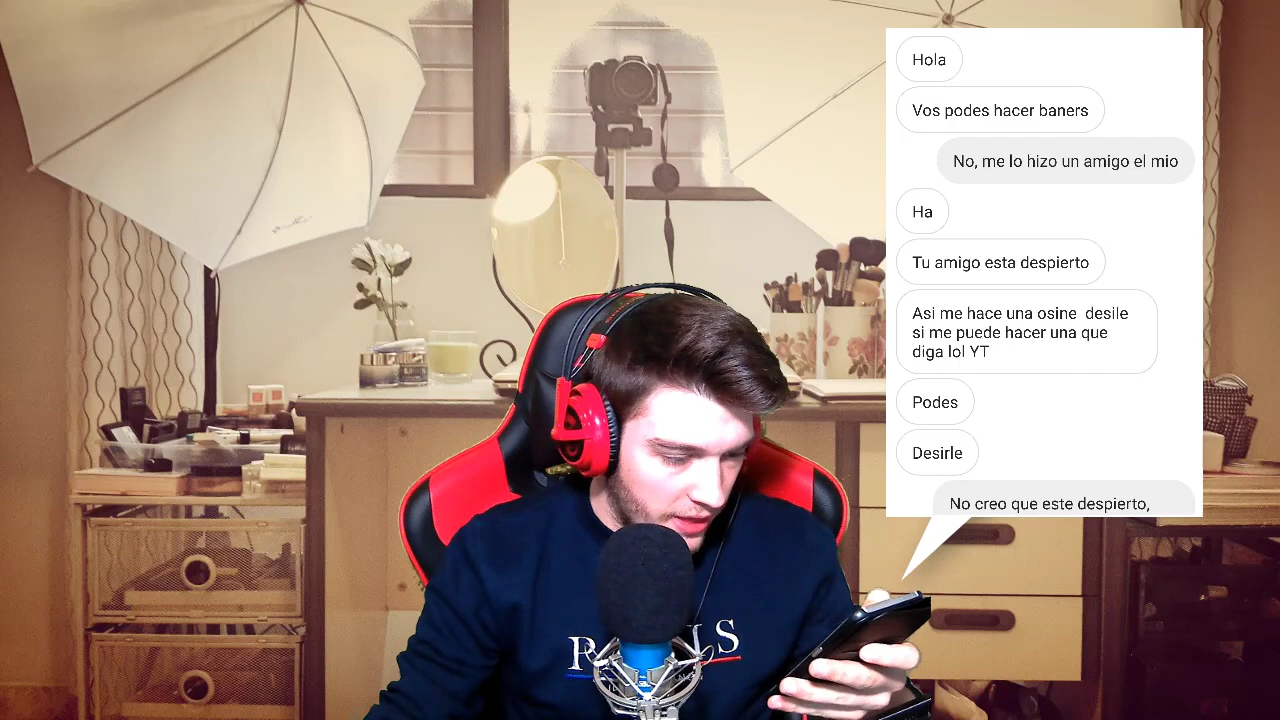 Hola
Vos podes hacer baners
No, me lo hizo un amigo el mio
Ha
Tu amigo esta despierto
Asi me hace una osine desile
si me puede hacer una que
diga lol YT
Podes
Desirle
No creo que este despierto,